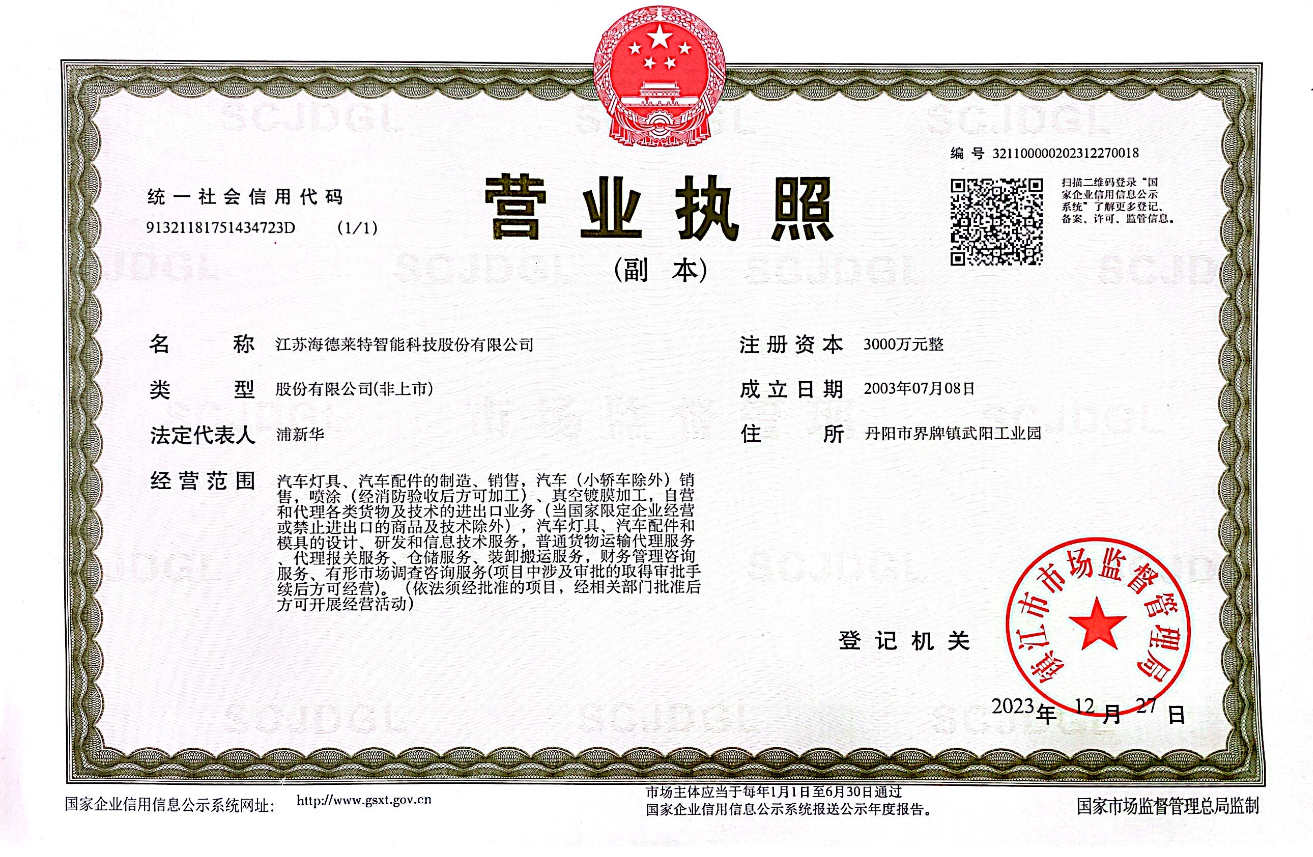 编 号 321100000202312270018
统一社会信用代码
91321181751434723D (1/1)
营业执照
(副 本)
扫描二维码登录“国
家企业信用信息公示
系统”了解更多登记、
备案、许可、监管信息。
名 称 江苏海德莱特智能科技股份有限公司
类 型 股份有限公司(非上市)
法定代表人 浦新华
经营范围 汽车灯具、汽车配件的制造、销售，汽车（小轿车除外）销
售，喷涂（经消防验收后方可加工）、真空镀膜加工，自营
和代理各类货物及技术的进出口业务（当国家限定企业经营
或禁止进出口的商品及技术除外），汽车灯具、汽车配件和
模具的设计、研发和信息技术服务，普通货物运输代理服务
、代理报关服务、仓储服务、装卸搬运服务，财务管理咨询
服务、有形市场调查咨询服务(项目中涉及审批的取得审批手
续后方可经营)。（依法须经批准的项目，经相关部门批准后
方可开展经营活动）
注册资本 3000万元整
成立日期 2003年07月08日
住 所 丹阳市界牌镇武阳工业园
登记机关
镇江市市场监督管理局
2023年 12月 27日
国家企业信用信息公示系统网址： http://www.gsxt.gov.cn
市场主体应当于每年1月1日至6月30日通过
国家企业信用信息公示系统报送公示年度报告。
国家市场监督管理总局监制
SCJDGL
市场监督管理